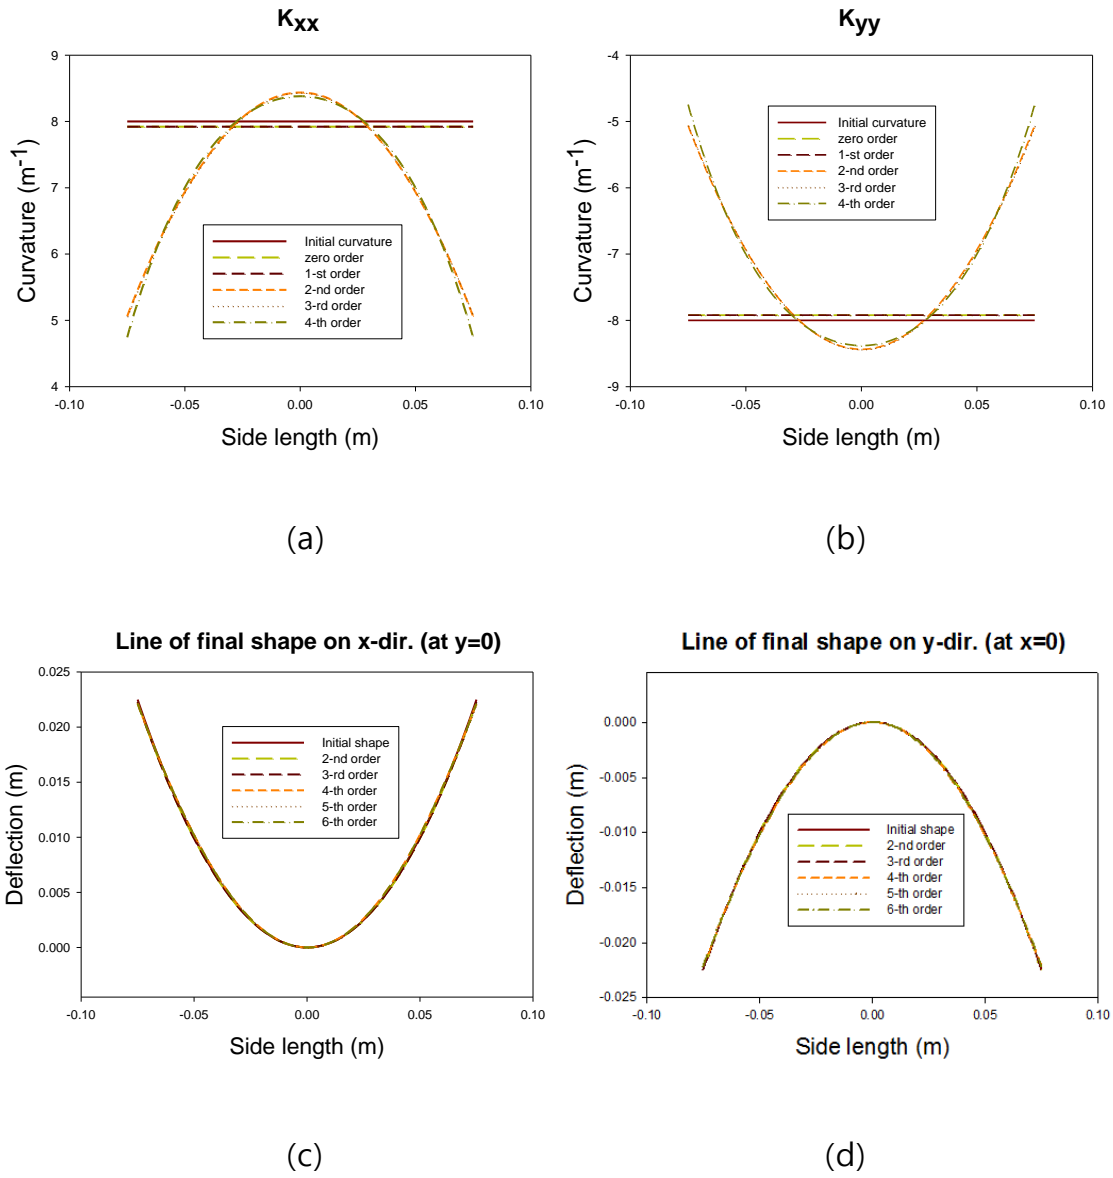 Kxx
9
8
7
6
5
4
Curvature (m-1)
Initial curvature
zero order
1-st order
2-nd order
3-rd order
4-th order
-0.10 -0.05 0.00 0.05 0.10
Side length (m)
(a)
Kyy
-4
-5
-6
-7
-8
-9
Curvature (m-1)
Initial curvature
zero order
1-st order
2-nd order
3-rd order
4-th order
-0.10 -0.05 0.00 0.05 0.10
Side length (m)
(b)
Line of final shape on x-dir. (at y=0)
0.025
0.020
0.015
0.010
0.005
0.000
Deflection (m)
Initial shape
2-nd order
3-rd order
4-th order
5-th order
6-th order
-0.10 -0.05 0.00 0.05 0.10
Side length (m)
(c)
Line of final shape on y-dir. (at x=0)
0.000
-0.005
-0.010
-0.015
-0.020
-0.025
Deflection (m)
Initial shape
2-nd order
3-rd order
4-th order
5-th order
6-th order
-0.10 -0.05 0.00 0.05 0.10
Side length (m)
(d)